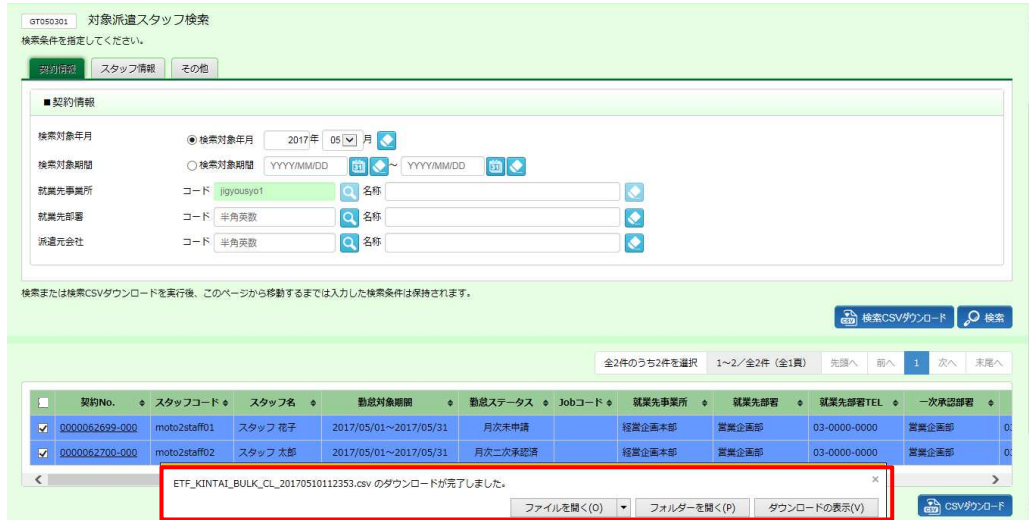 GT050301 対象派遣スタッフ検索
検索条件を指定してください。
契約情報 スタッフ情報 その他
■契約情報
検索対象年月 検索対象年月 2017年 05 月
検索対象期間 検索対象期間 YYYY/MM/DD 31 ～ YYYY/MM/DD 31
就業先事業所 コード jigyousyo1 名称
就業先部署 コード 半角英数 名称
派遣元会社 コード 半角英数 名称
検索または検索CSVダウンロードを実行後、このページから移動するまでは入力した検索条件は保持されます。
CSV 検索CSVダウンロード 検索
全2件のうち2件を選択 1～2／全2件（全1頁） 先頭へ 前へ 1 次へ 末尾へ
契約No. スタッフコード スタッフ名 勤怠対象期間 勤怠ステータス Jobコード 就業先事業所 就業先部署 就業先部署TEL 一次承認部署
0000062699-000 moto2staff01 スタッフ 花子 2017/05/01～2017/05/31 月次未申請 経営企画本部 営業企画部 03-0000-0000 営業企画部 03
0000062700-000 moto2staff02 スタッフ 太郎 2017/05/01～2017/05/31 月次二次承認済 経営企画本部 営業企画部 03-0000-0000 営業企画部 03
ETF_KINTAI_BULK_CL_20170510112353.csv のダウンロードが完了しました。 ×
ファイルを開く(O) フォルダーを開く(P) ダウンロードの表示(V)
CSV CSVダウンロード